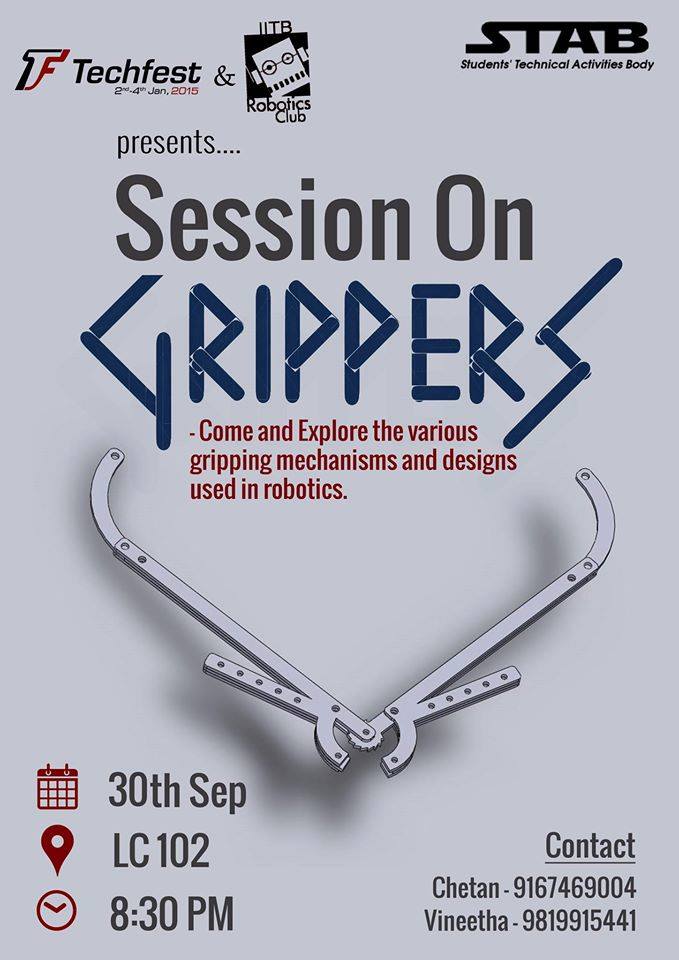 TF Techfest
2nd-4th Jan, 2015
&
IITB
Robotics
Club
STAB
Students' Technical Activities Body
presents....
Session On
GRIPPERS
- Come and Explore the various
gripping mechanisms and designs
used in robotics.
30th Sep
LC 102
8:30 PM
Contact
Chetan - 9167469004
Vineetha - 9819915441